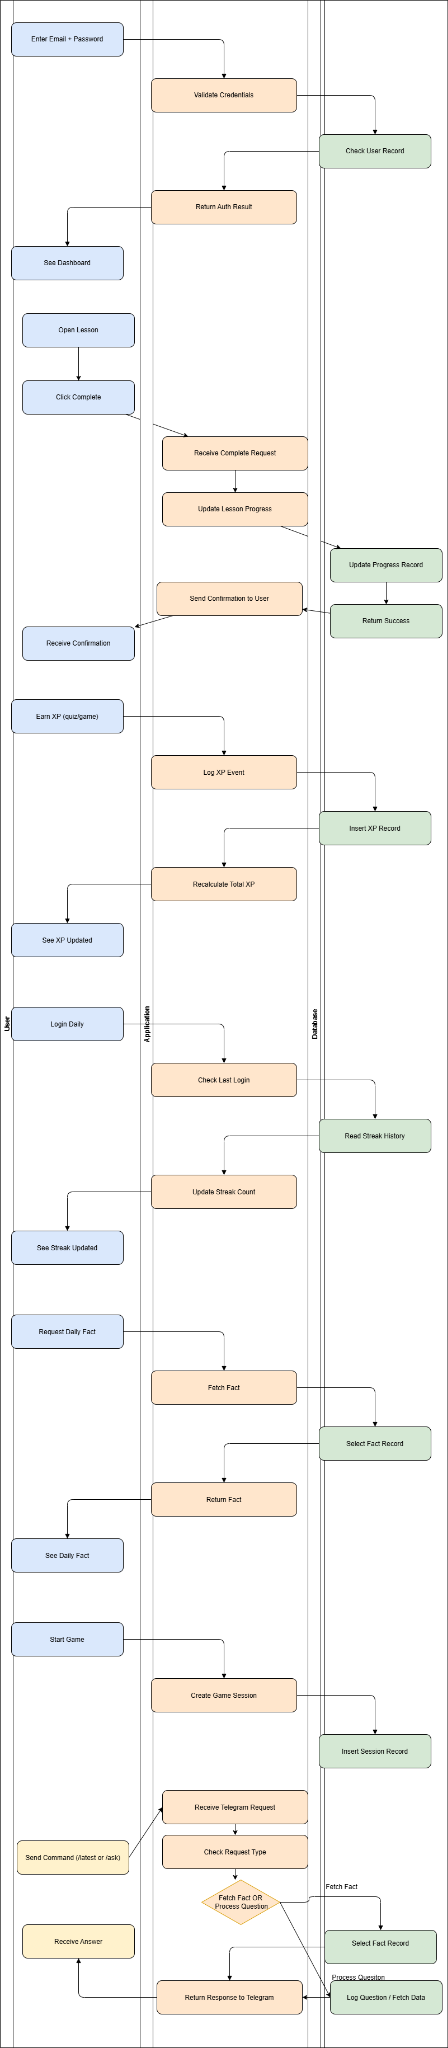 Enter Email + Password
Validate Credentials
Check User Record
Return Auth Result
See Dashboard
Open Lesson
Click Complete
Receive Complete Request
Update Lesson Progress
Update Progress Record
Send Confirmation to User
Return Success
Receive Confirmation
Earn XP (quiz/game)
Log XP Event
Insert XP Record
Recalculate Total XP
See XP Updated
User
Application
Database
Login Daily
Check Last Login
Read Streak History
Update Streak Count
See Streak Updated
Request Daily Fact
Fetch Fact
Select Fact Record
Return Fact
See Daily Fact
Start Game
Create Game Session
Insert Session Record
Receive Telegram Request
Send Command (/latest or /ask)
Check Request Type
Fetch Fact
Fetch Fact OR
Process Question
Receive Answer
Select Fact Record
Process Quesiton
Return Response to Telegram
Log Question / Fetch Data